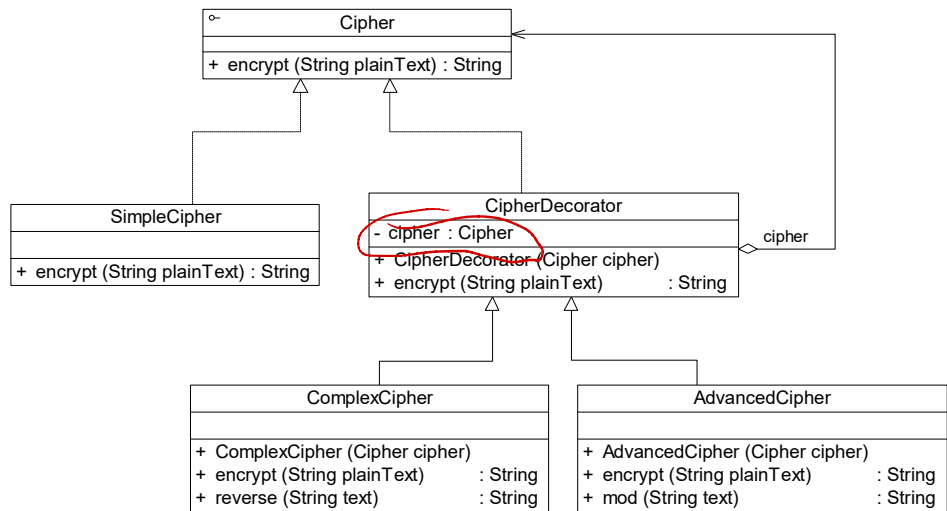 Cipher
+ encrypt (String plainText) : String
SimpleCipher
+ encrypt (String plainText) : String
CipherDecorator
- cipher : Cipher
+ CipherDecorator (Cipher cipher)
+ encrypt (String plainText) : String
cipher
ComplexCipher
+ ComplexCipher (Cipher cipher)
+ encrypt (String plainText) : String
+ reverse (String text) : String
AdvancedCipher
+ AdvancedCipher (Cipher cipher)
+ encrypt (String plainText) : String
+ mod (String text) : String